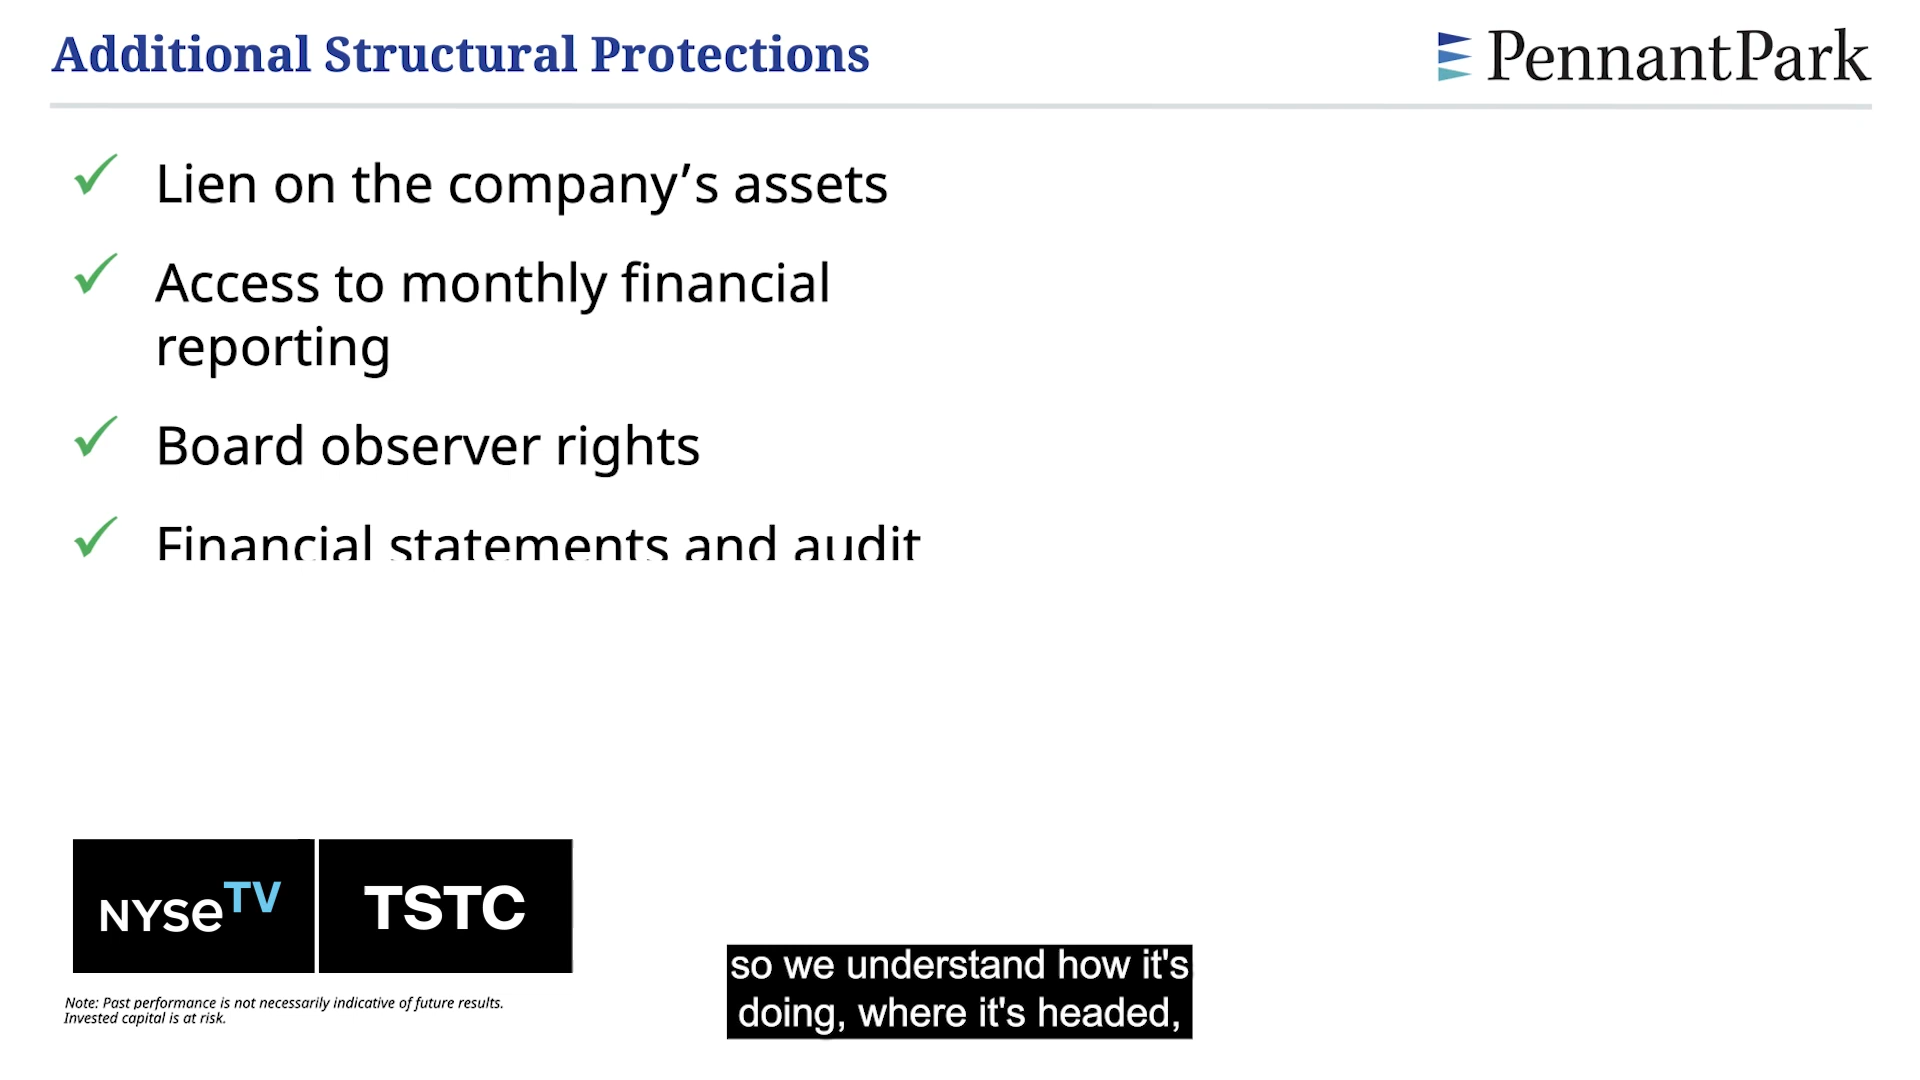 Additional Structural Protections
PennantPark
Lien on the company’s assets
Access to monthly financial
reporting
Board observer rights
Financial statements and audit
NYSE TV
TSTC
Note: Past performance is not necessarily indicative of future results.
Invested capital is at risk.
so we understand how it's
doing, where it's headed,